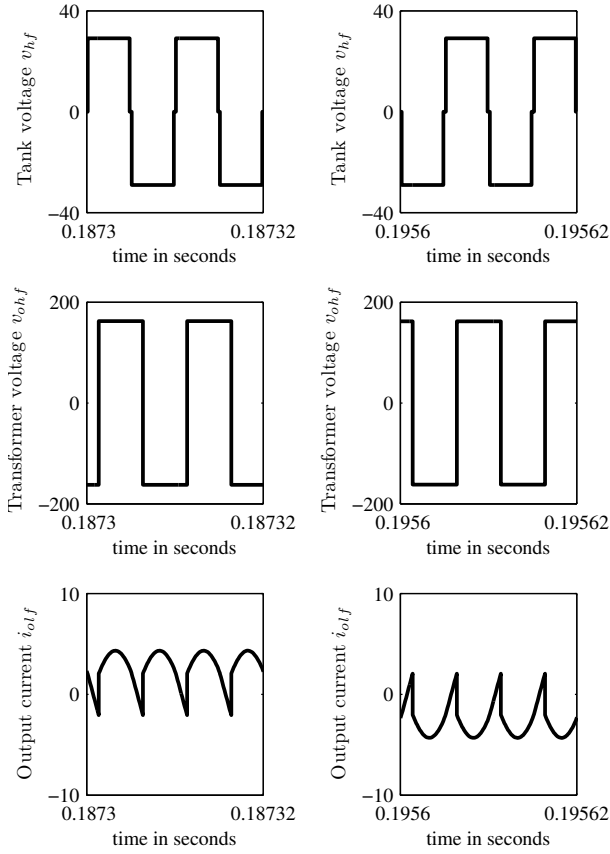 Tank voltage v_hf
40
0
−40
0.1873
0.18732
time in seconds
Tank voltage v_hf
40
0
−40
0.1956
0.19562
time in seconds
Transformer voltage v_ohf
200
0
−200
0.1873
0.18732
time in seconds
Transformer voltage v_ohf
200
0
−200
0.1956
0.19562
time in seconds
Output current i_olf
10
0
−10
0.1873
0.18732
time in seconds
Output current i_olf
10
0
−10
0.1956
0.19562
time in seconds